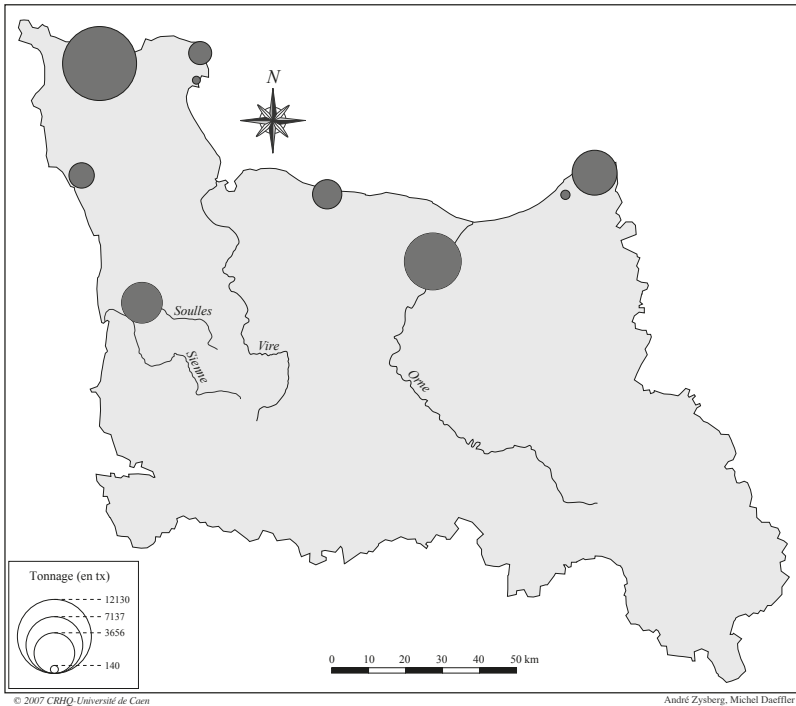 N
Soulles
Sienne
Vire
Orne
Tonnage (en tx)
12130
7137
3656
140
0 10 20 30 40 50 km
© 2007 CRHQ-Université de Caen
André Zysberg, Michel Daeffler